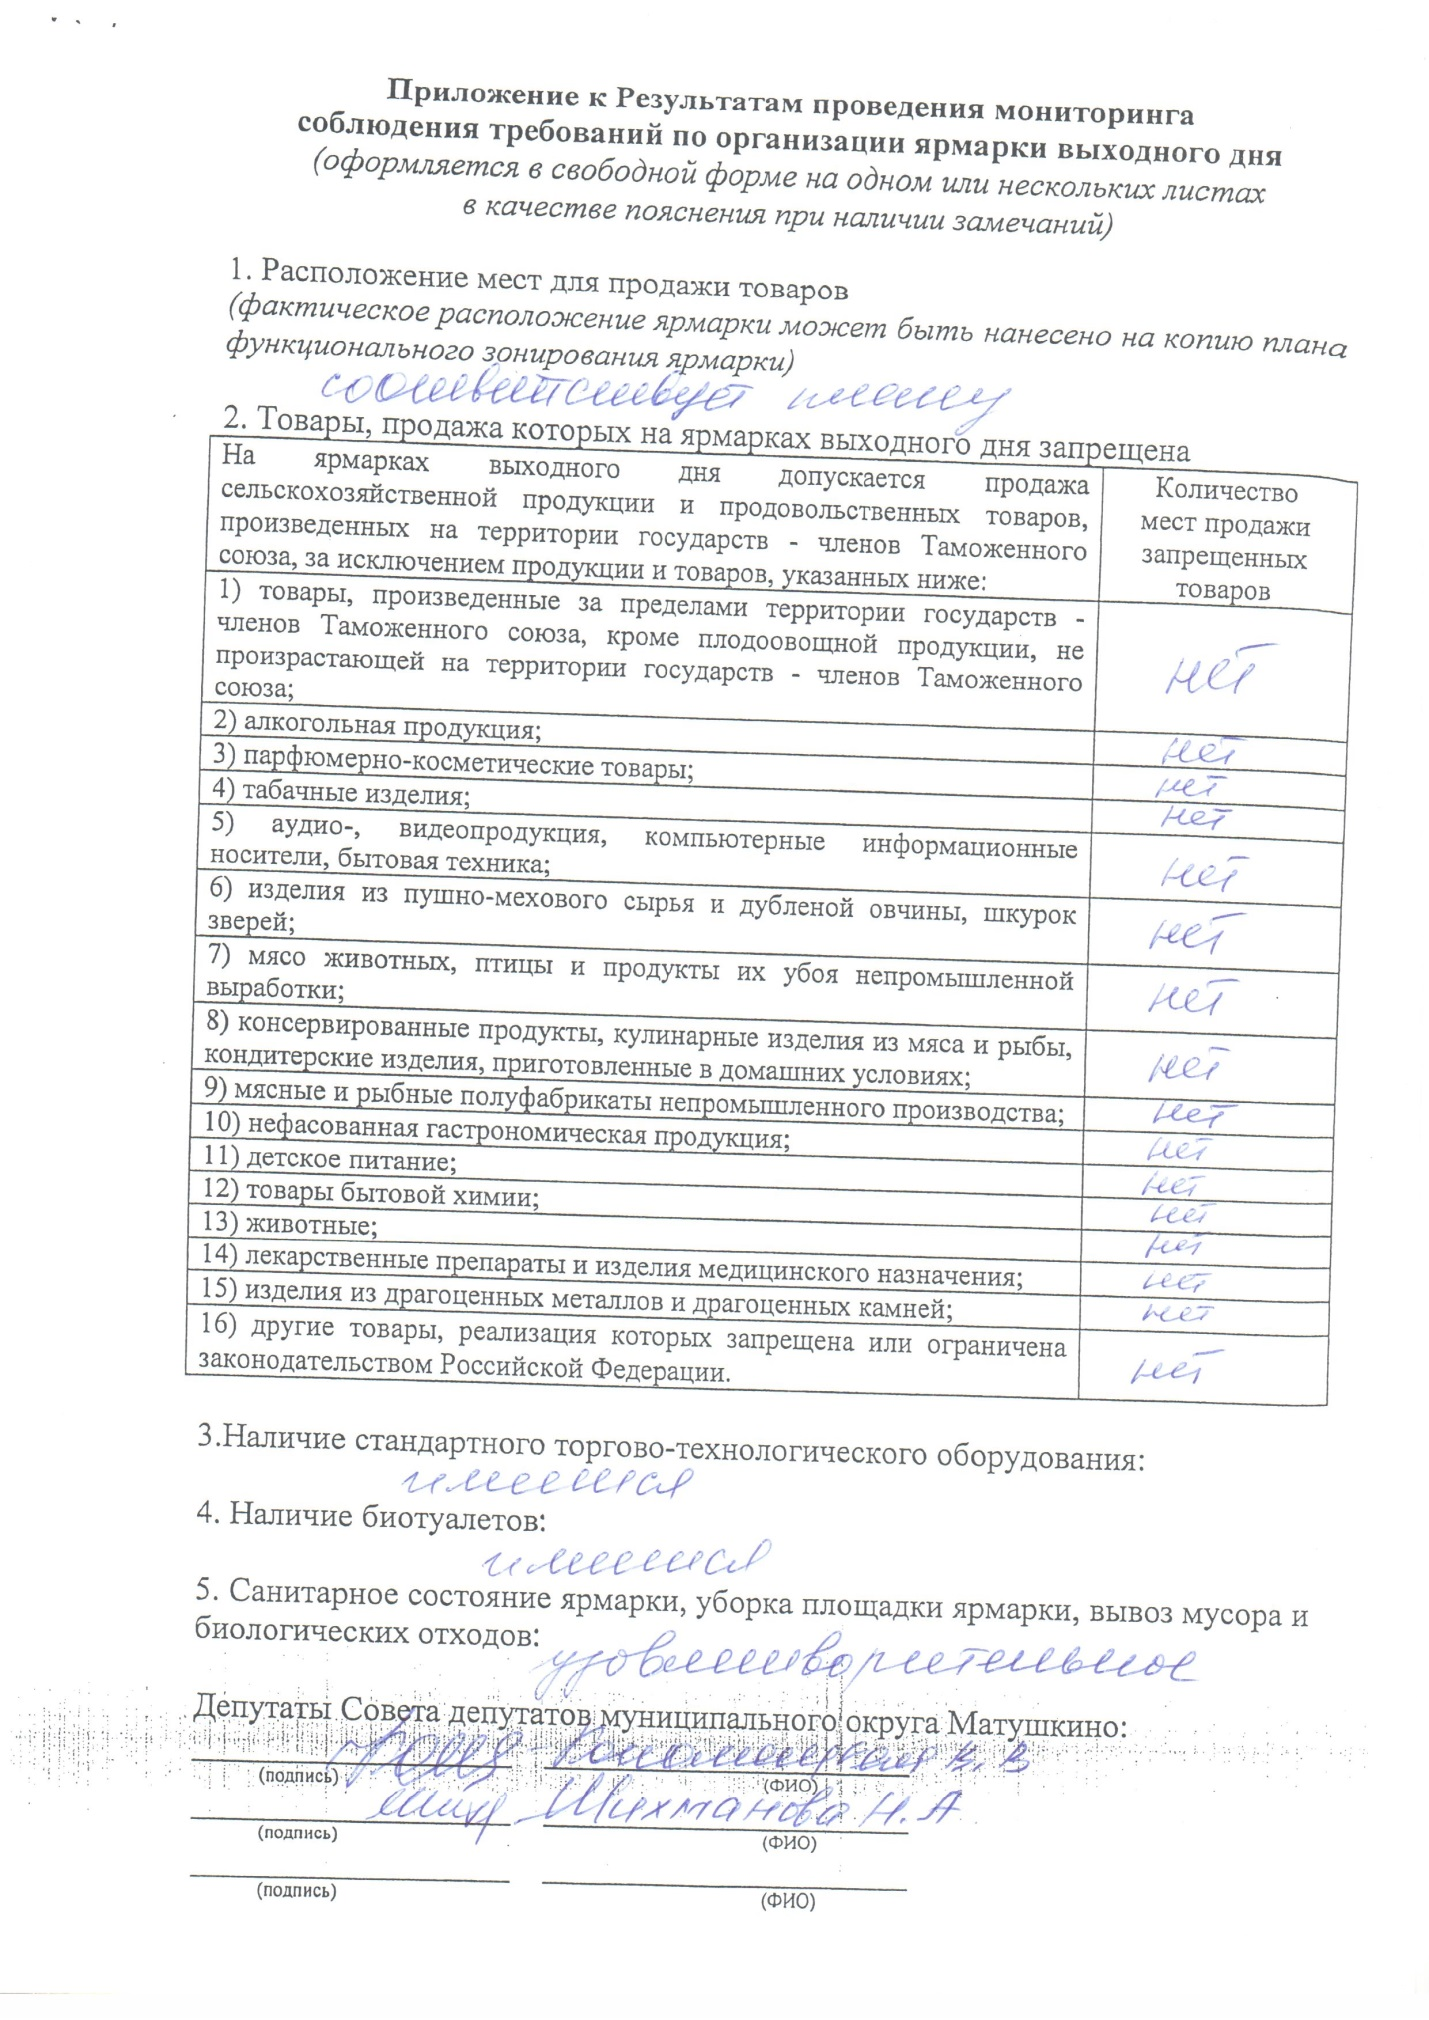 Приложение к Результатам проведения мониторинга
соблюдения требований по организации ярмарки выходного дня
(оформляется в свободной форме на одном или нескольких листах
в качестве пояснения при наличии замечаний)
1. Расположение мест для продажи товаров
(фактическое расположение ярмарки может быть нанесено на копию плана
функционального зонирования ярмарки)
соответствует плану
2. Товары, продажа которых на ярмарках выходного дня запрещена
На ярмарках выходного дня допускается продажа
сельскохозяйственной продукции и продовольственных товаров,
произведенных на территории государств - членов Таможенного
союза, за исключением продукции и товаров, указанных ниже:
Количество
мест продажи
запрещенных
товаров
1) товары, произведенные за пределами территории государств -
членов Таможенного союза, кроме плодоовощной продукции, не
произрастающей на территории государств - членов Таможенного
союза;
нет
2) алкогольная продукция;
нет
3) парфюмерно-косметические товары;
нет
4) табачные изделия;
нет
5) аудио-, видеопродукция, компьютерные информационные
носители, бытовая техника;
нет
6) изделия из пушно-мехового сырья и дубленой овчины, шкурок
зверей;
нет
7) мясо животных, птицы и продукты их убоя непромышленной
выработки;
нет
8) консервированные продукты, кулинарные изделия из мяса и рыбы,
кондитерские изделия, приготовленные в домашних условиях;
нет
9) мясные и рыбные полуфабрикаты непромышленного производства;
нет
10) нефасованная гастрономическая продукция;
нет
11) детское питание;
нет
12) товары бытовой химии;
нет
13) животные;
нет
14) лекарственные препараты и изделия медицинского назначения;
нет
15) изделия из драгоценных металлов и драгоценных камней;
нет
16) другие товары, реализация которых запрещена или ограничена
законодательством Российской Федерации.
нет
3.Наличие стандартного торгово-технологического оборудования:
имеется
4. Наличие биотуалетов:
имеется
5. Санитарное состояние ярмарки, уборка площадки ярмарки, вывоз мусора и
биологических отходов:
удовлетворительное
Депутаты Совета депутатов муниципального округа Матушкино:
В.В
(подпись) (ФИО)
Шихманова Н.А
(подпись) (ФИО)
(подпись) (ФИО)